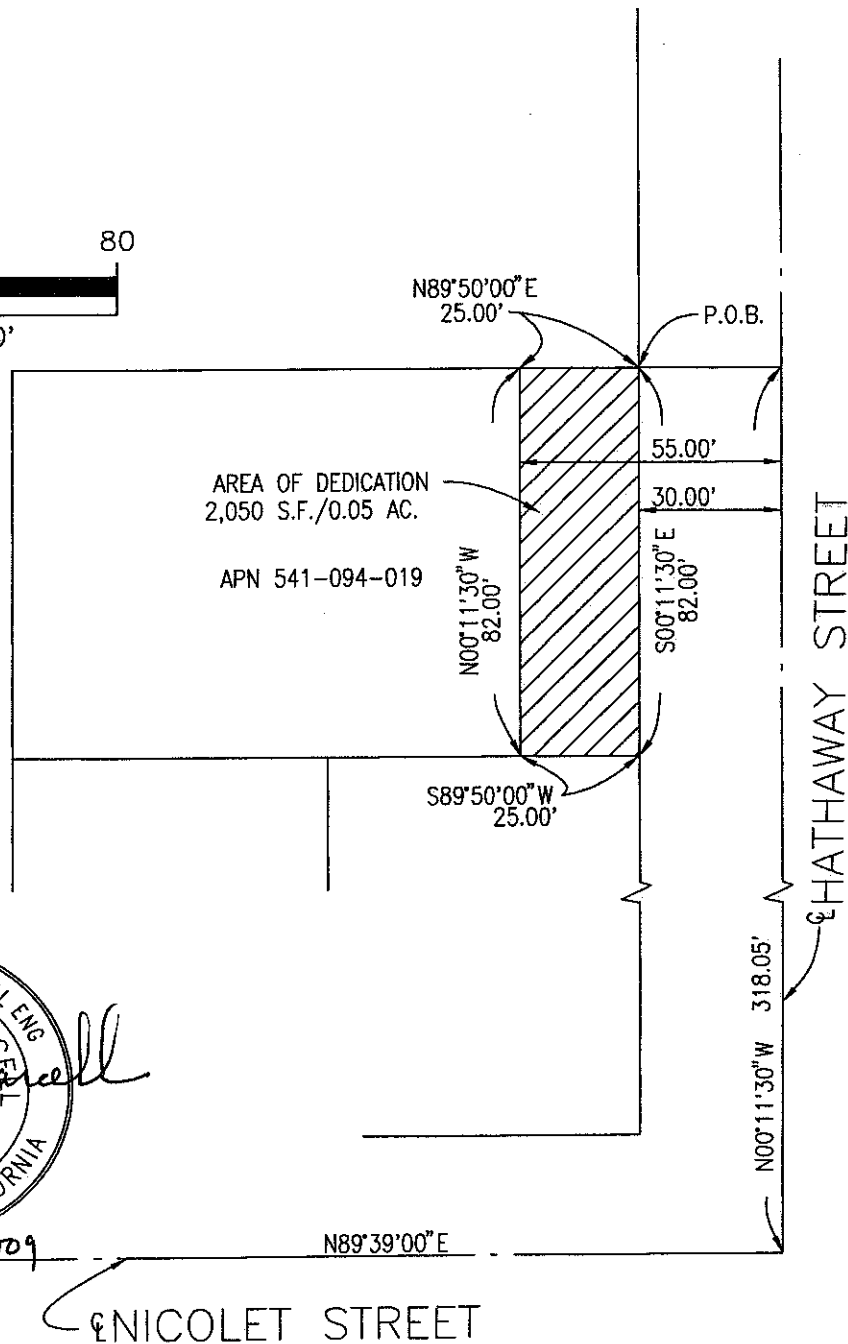 80
0'
N89°50'00"E
25.00'
P.O.B.
55.00'
30.00'
AREA OF DEDICATION
2,050 S.F./0.05 AC.
APN 541-094-019
N00°11'30"W
82.00'
S00°11'30"E
82.00'
S89°50'00"W
25.00'
℄HATHAWAY STREET
N00°11'30"W 318.05'
ENG
N89°39'00"E
℄NICOLET STREET